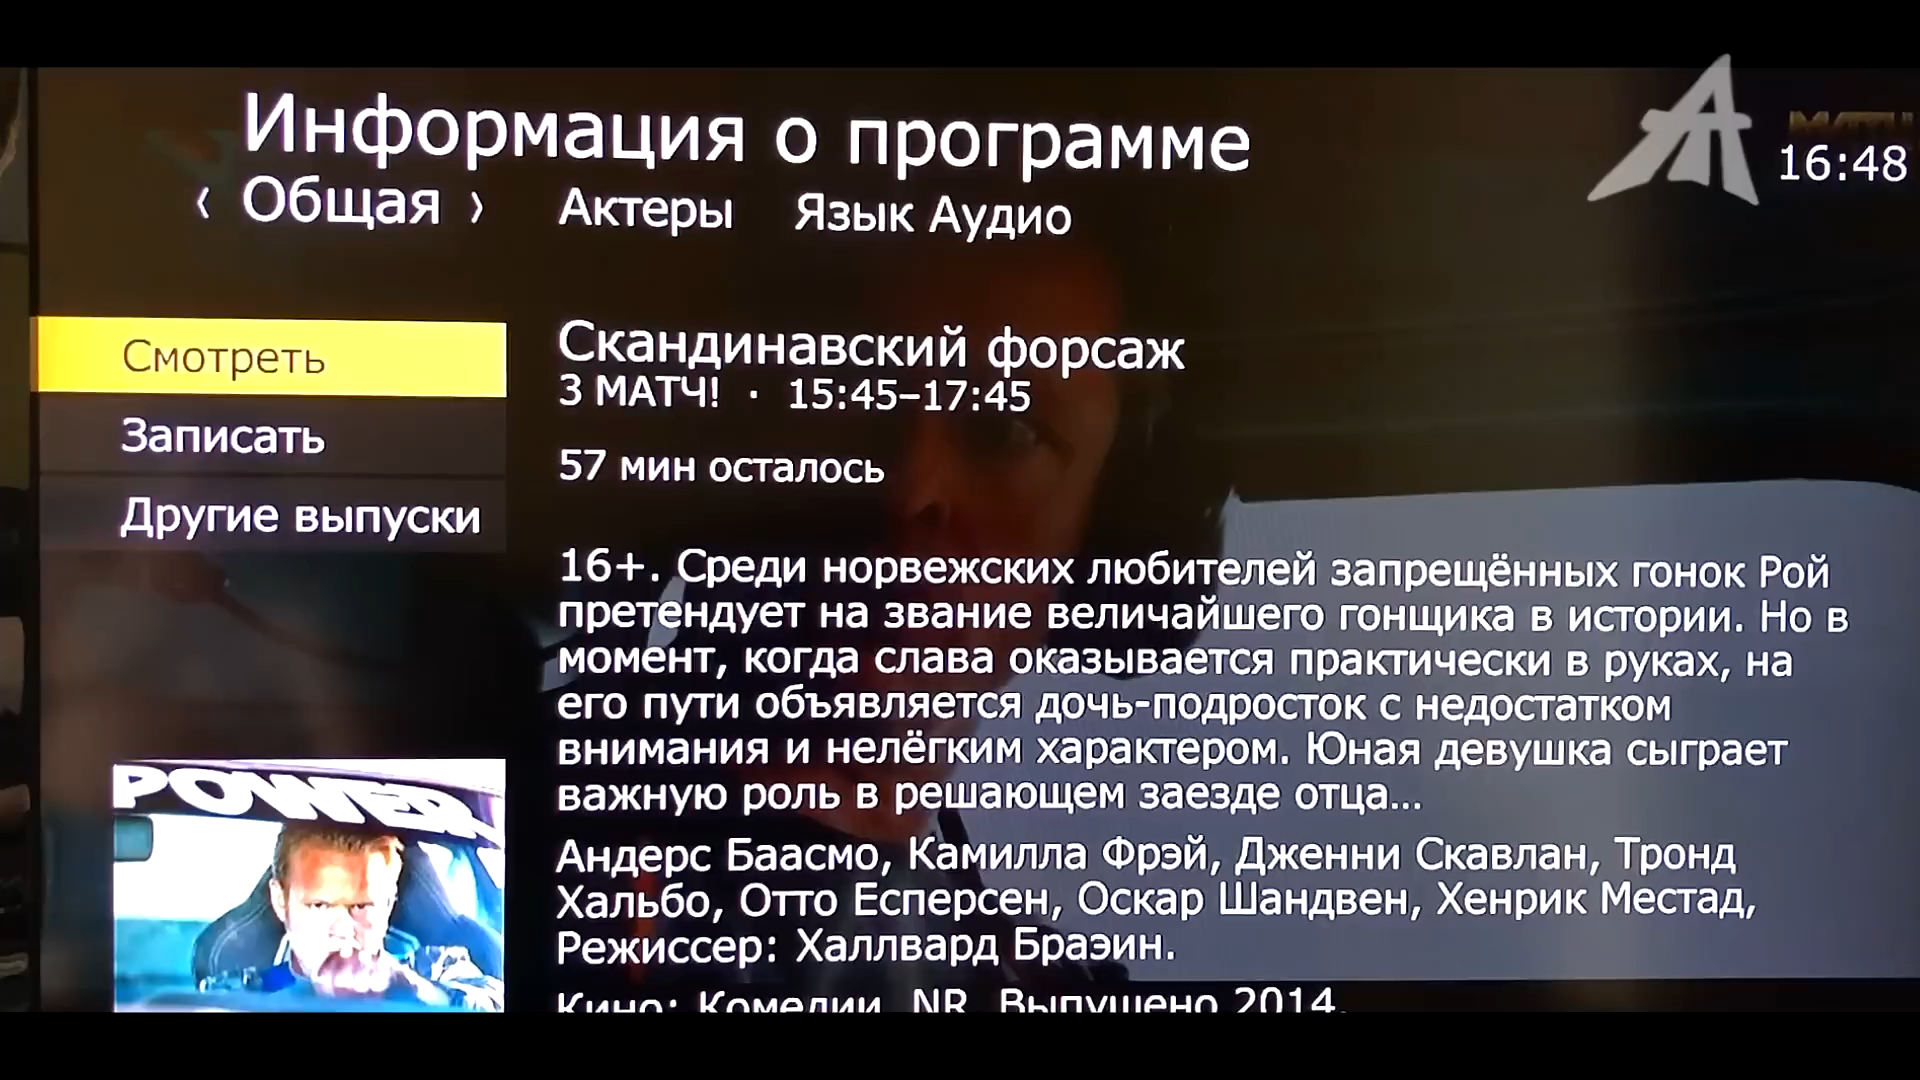 Информация о программе
МАТЧ!
16:48
‹ Общая › Актеры Язык Аудио
Смотреть
Записать
Другие выпуски
Скандинавский форсаж
3 МАТЧ! · 15:45–17:45
57 мин осталось
16+. Среди норвежских любителей запрещённых гонок Рой
претендует на звание величайшего гонщика в истории. Но в
момент, когда слава оказывается практически в руках, на
его пути объявляется дочь-подросток с недостатком
внимания и нелёгким характером. Юная девушка сыграет
важную роль в решающем заезде отца...
Андерс Баасмо, Камилла Фрэй, Дженни Скавлан, Тронд
Хальбо, Отто Есперсен, Оскар Шандвен, Хенрик Местад,
Режиссер: Халлвард Браэин.
Кино: Комедии, NR, Выпущено 2014.
POWER